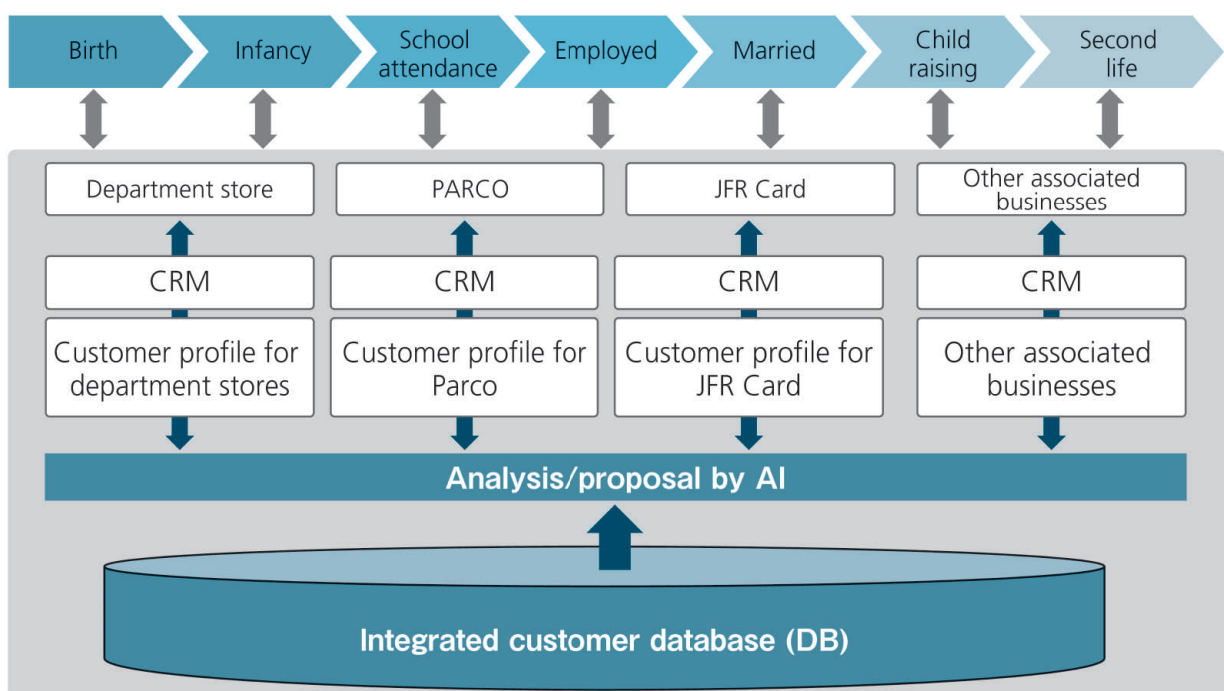 Birth
Infancy
School
attendance
Employed
Married
Child
raising
Second
life
Department store
PARCO
JFR Card
Other associated
businesses
CRM
CRM
CRM
CRM
Customer profile for
department stores
Customer profile for
Parco
Customer profile for
JFR Card
Other associated
businesses
Analysis/proposal by AI
Integrated customer database (DB)